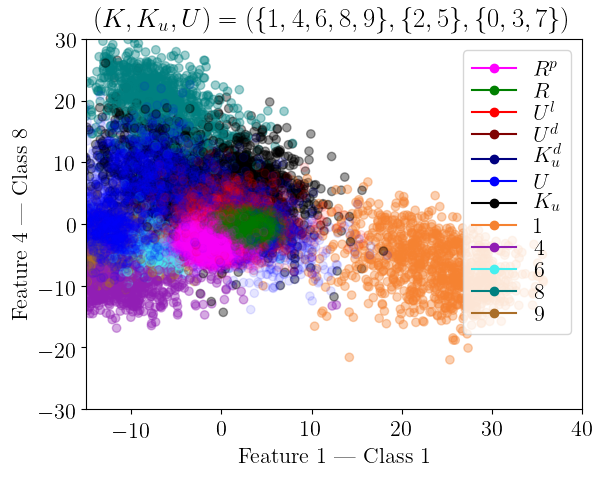 (K, K_u, U) = ({1, 4, 6, 8, 9}, {2, 5}, {0, 3, 7})
30
20
10
0
−10
−20
−30
Feature 4 — Class 8
R^p
R
U^l
U^d
K_u^d
U
K_u
1
4
6
8
9
−10 0 10 20 30 40
Feature 1 — Class 1